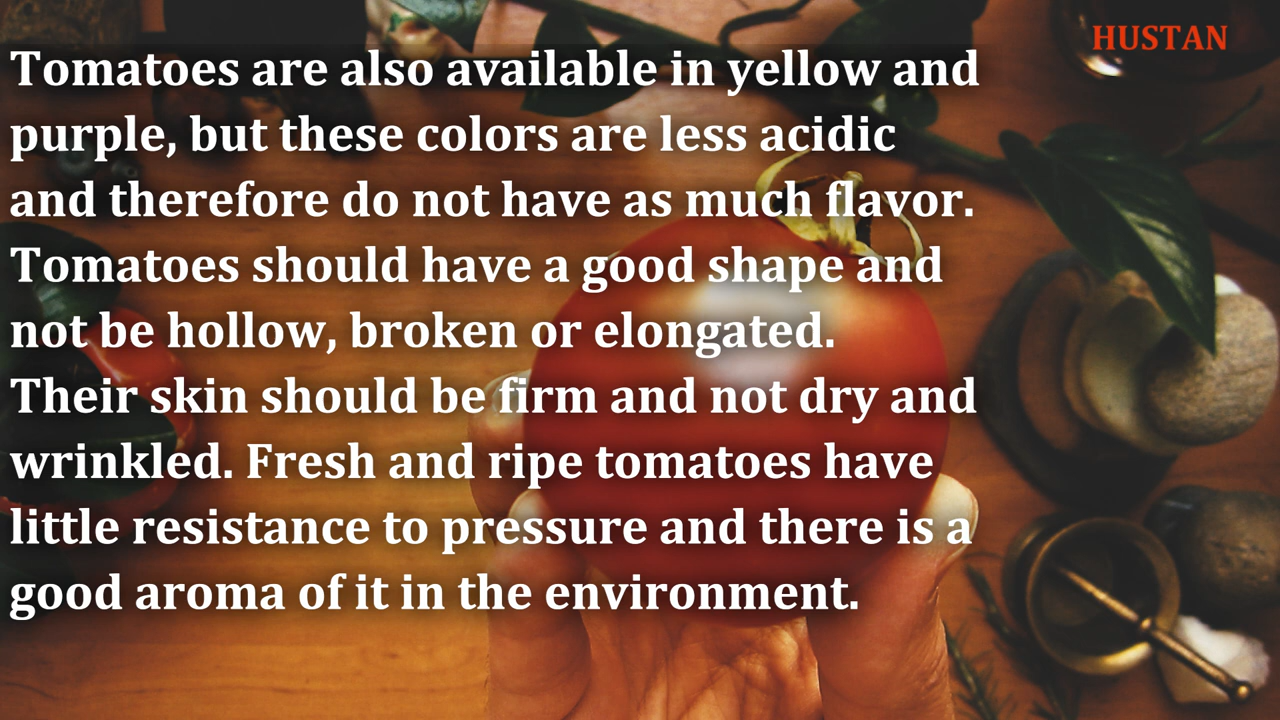 HUSTAN
Tomatoes are also available in yellow and
purple, but these colors are less acidic
and therefore do not have as much flavor.
Tomatoes should have a good shape and
not be hollow, broken or elongated.
Their skin should be firm and not dry and
wrinkled. Fresh and ripe tomatoes have
little resistance to pressure and there is a
good aroma of it in the environment.